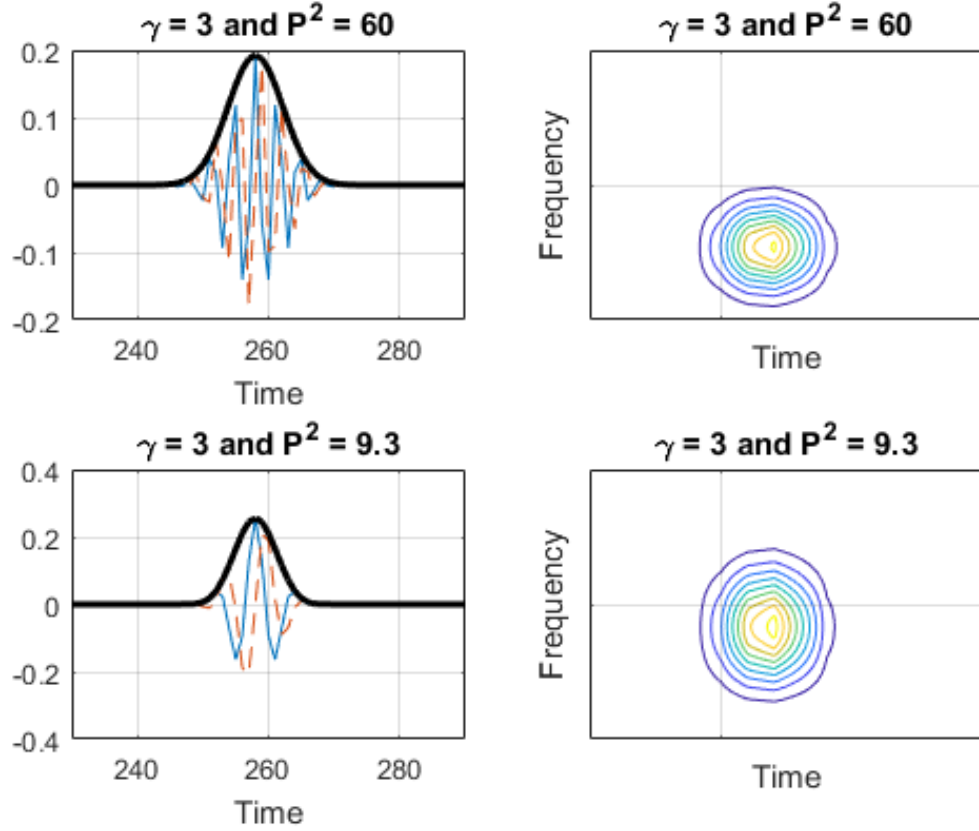 γ = 3 and P² = 60
0.2
0.1
0
-0.1
-0.2
240 260 280
Time
γ = 3 and P² = 60
Frequency
Time
γ = 3 and P² = 9.3
0.4
0.2
0
-0.2
-0.4
240 260 280
Time
γ = 3 and P² = 9.3
Frequency
Time